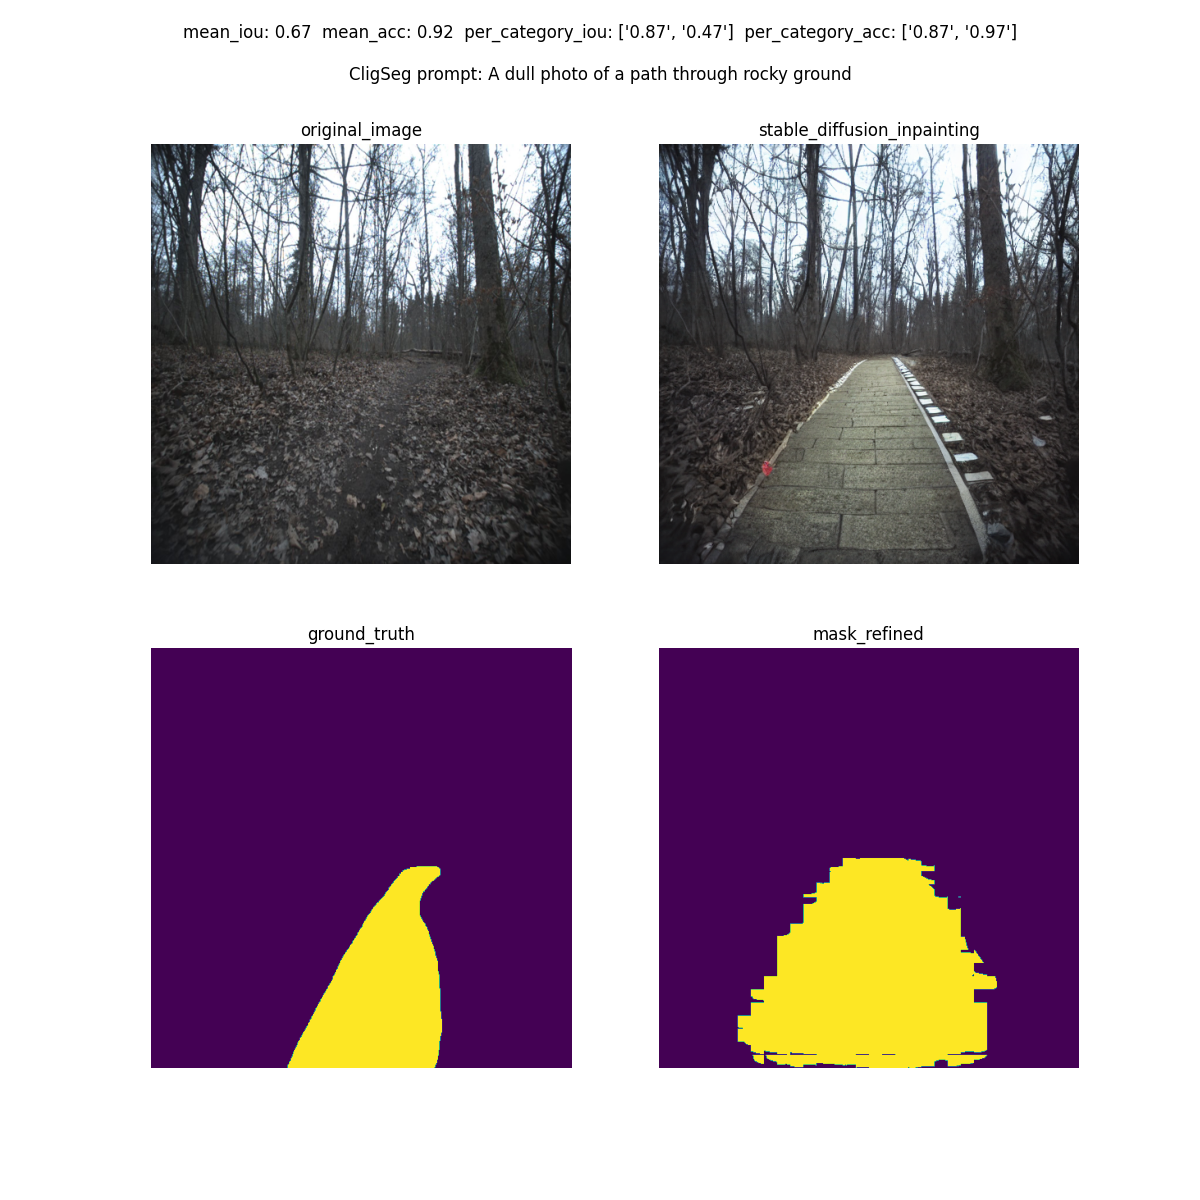 mean_iou: 0.67  mean_acc: 0.92  per_category_iou: ['0.87', '0.47']  per_category_acc: ['0.87', '0.97']
CligSeg prompt: A dull photo of a path through rocky ground
original_image
stable_diffusion_inpainting
ground_truth
mask_refined